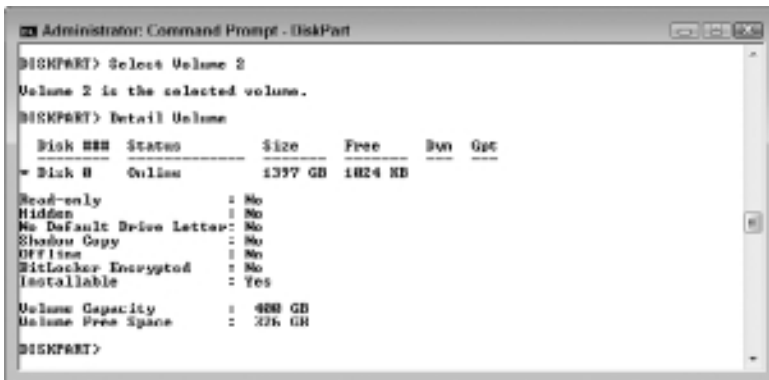 Administrator: Command Prompt - DiskPart
DISKPART> Select Volume 2
Volume 2 is the selected volume.
DISKPART> Detail Volume
Disk ### Status Size Free Dyn Gpt
-------- ---------- ------- ------- --- ---
* Disk 0 Online 1397 GB 1024 KB
Read-only : No
Hidden : No
No Default Drive Letter: No
Shadow Copy : No
Offline : No
BitLocker Encrypted : No
Installable : Yes
Volume Capacity : 400 GB
Volume Free Space : 326 GB
DISKPART>